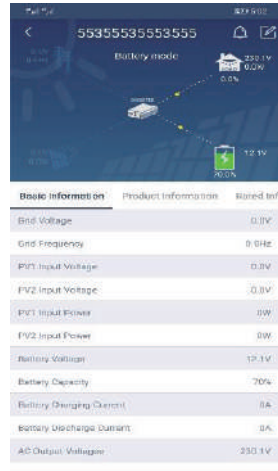 55355535553555
Battery mode
230.1V
0.0W
0.0%
12.1V
70.0%
Basic Information Product Information Rated Inf
Grid Voltage 0.0V
Grid Frequency 0.0Hz
PV1 Input Voltage 0.0V
PV2 Input Voltage 0.0V
PV1 Input Power 0W
PV2 Input Power 0W
Battery Voltage 12.1V
Battery Capacity 70%
Battery Charging Current 0A
Battery Discharge Current 0A
AC Output Voltage 230.1V